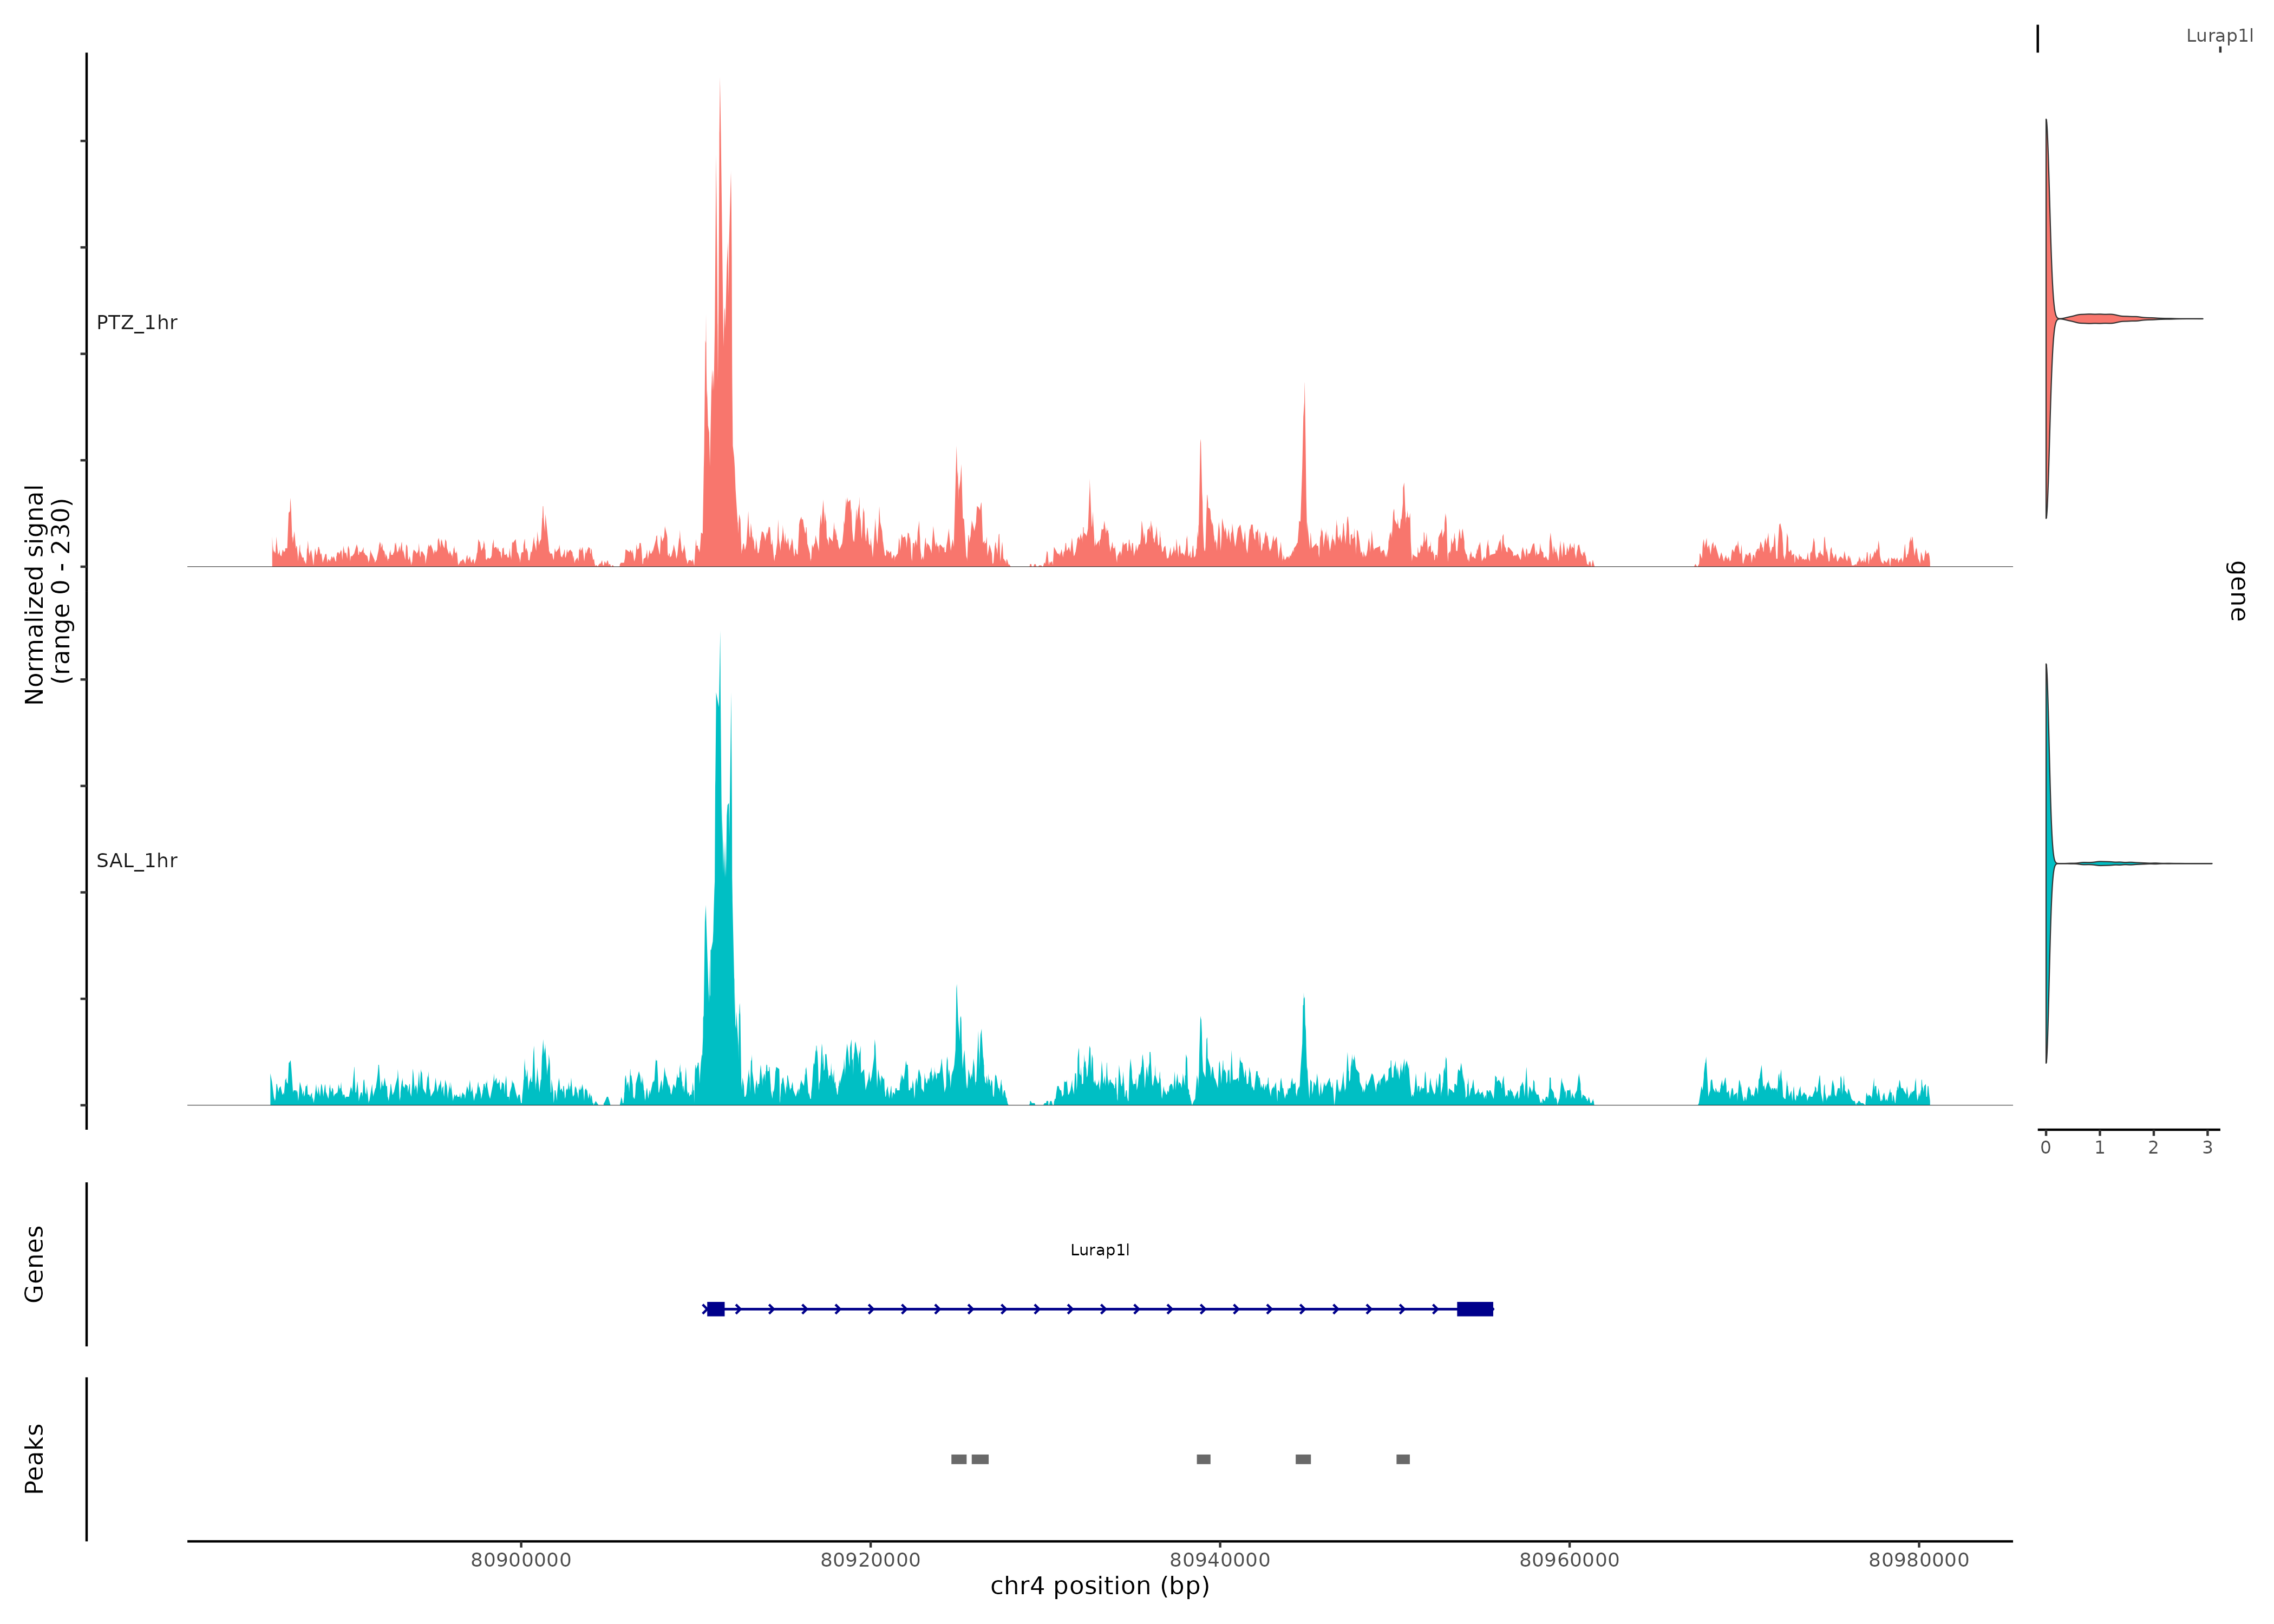 Lurap1l
Normalized signal
(range 0 - 230)
PTZ_1hr
SAL_1hr
gene
0 1 2 3
Genes
Lurap1l
Peaks
80900000 80920000 80940000 80960000 80980000
chr4 position (bp)